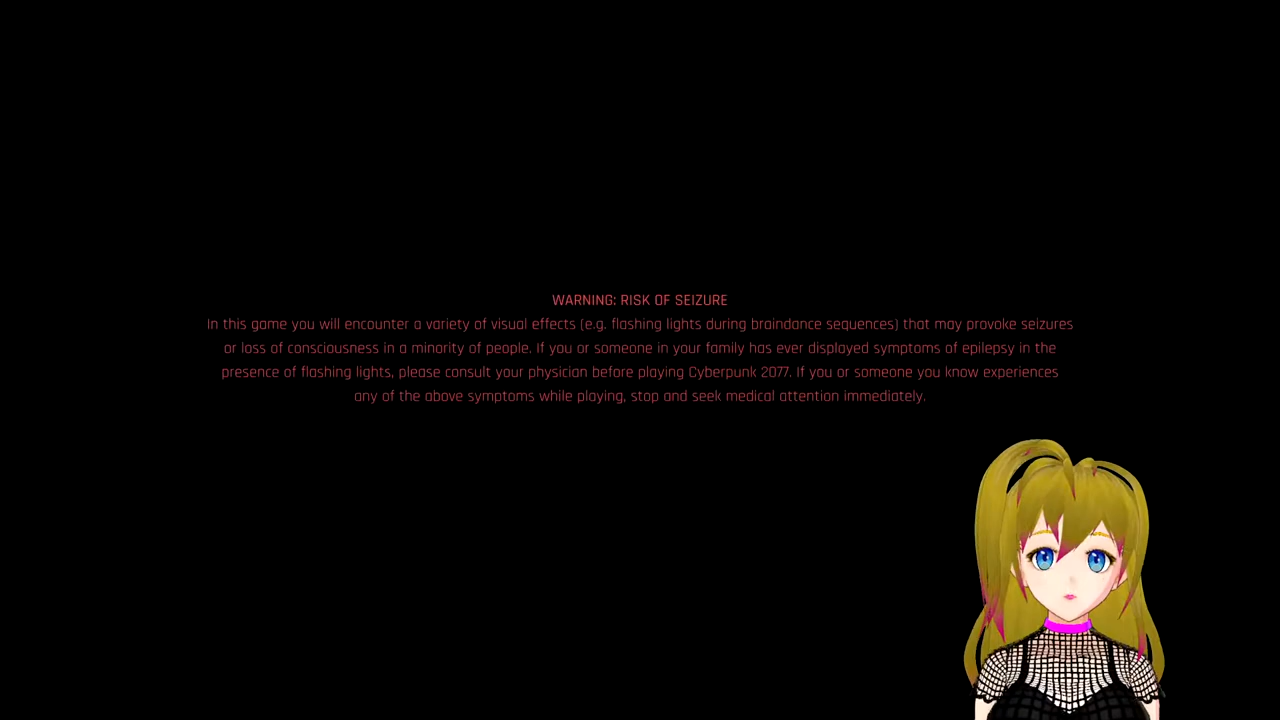 WARNING: RISK OF SEIZURE
In this game you will encounter a variety of visual effects (e.g. flashing lights during braindance sequences) that may provoke seizures
or loss of consciousness in a minority of people. If you or someone in your family has ever displayed symptoms of epilepsy in the
presence of flashing lights, please consult your physician before playing Cyberpunk 2077. If you or someone you know experiences
any of the above symptoms while playing, stop and seek medical attention immediately.